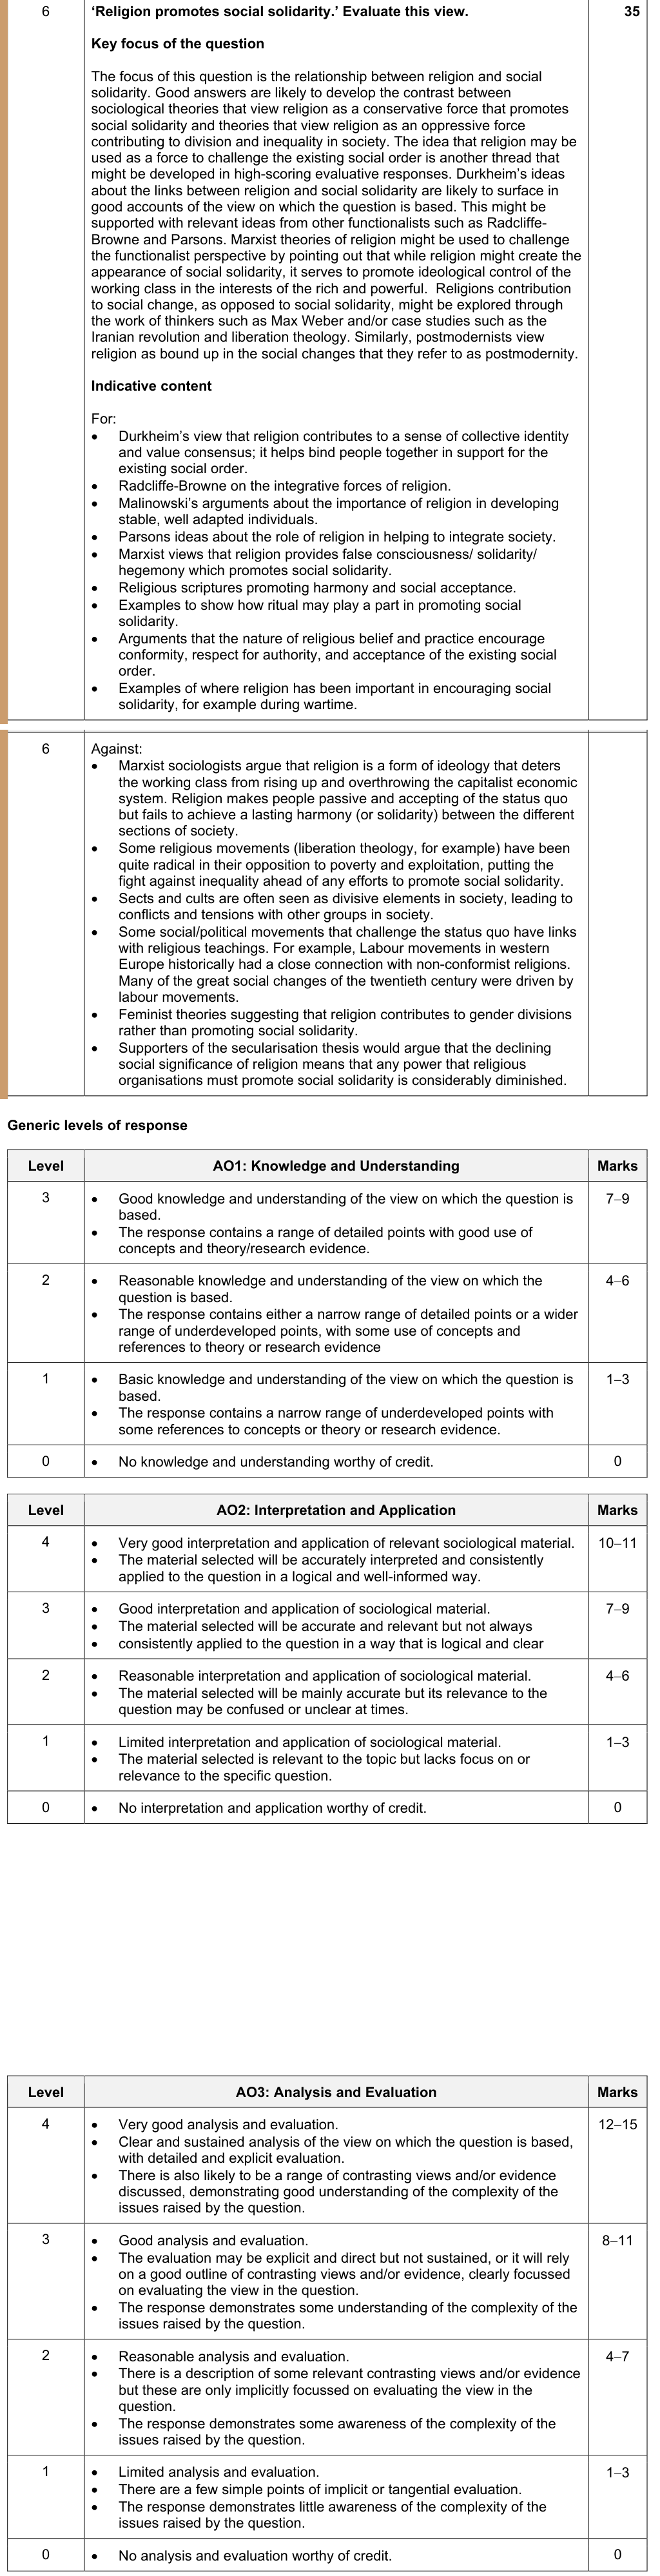 6 ‘Religion promotes social solidarity.’ Evaluate this view. 35
Key focus of the question
The focus of this question is the relationship between religion and social
solidarity. Good answers are likely to develop the contrast between
sociological theories that view religion as a conservative force that promotes
social solidarity and theories that view religion as an oppressive force
contributing to division and inequality in society. The idea that religion may be
used as a force to challenge the existing social order is another thread that
might be developed in high-scoring evaluative responses. Durkheim’s ideas
about the links between religion and social solidarity are likely to surface in
good accounts of the view on which the question is based. This might be
supported with relevant ideas from other functionalists such as Radcliffe-
Browne and Parsons. Marxist theories of religion might be used to challenge
the functionalist perspective by pointing out that while religion might create the
appearance of social solidarity, it serves to promote ideological control of the
working class in the interests of the rich and powerful. Religions contribution
to social change, as opposed to social solidarity, might be explored through
the work of thinkers such as Max Weber and/or case studies such as the
Iranian revolution and liberation theology. Similarly, postmodernists view
religion as bound up in the social changes that they refer to as postmodernity.
Indicative content
For:
• Durkheim’s view that religion contributes to a sense of collective identity
and value consensus; it helps bind people together in support for the
existing social order.
• Radcliffe-Browne on the integrative forces of religion.
• Malinowski’s arguments about the importance of religion in developing
stable, well adapted individuals.
• Parsons ideas about the role of religion in helping to integrate society.
• Marxist views that religion provides false consciousness/ solidarity/
hegemony which promotes social solidarity.
• Religious scriptures promoting harmony and social acceptance.
• Examples to show how ritual may play a part in promoting social
solidarity.
• Arguments that the nature of religious belief and practice encourage
conformity, respect for authority, and acceptance of the existing social
order.
• Examples of where religion has been important in encouraging social
solidarity, for example during wartime.
6 Against:
• Marxist sociologists argue that religion is a form of ideology that deters
the working class from rising up and overthrowing the capitalist economic
system. Religion makes people passive and accepting of the status quo
but fails to achieve a lasting harmony (or solidarity) between the different
sections of society.
• Some religious movements (liberation theology, for example) have been
quite radical in their opposition to poverty and exploitation, putting the
fight against inequality ahead of any efforts to promote social solidarity.
• Sects and cults are often seen as divisive elements in society, leading to
conflicts and tensions with other groups in society.
• Some social/political movements that challenge the status quo have links
with religious teachings. For example, Labour movements in western
Europe historically had a close connection with non-conformist religions.
Many of the great social changes of the twentieth century were driven by
labour movements.
• Feminist theories suggesting that religion contributes to gender divisions
rather than promoting social solidarity.
• Supporters of the secularisation thesis would argue that the declining
social significance of religion means that any power that religious
organisations must promote social solidarity is considerably diminished.
Generic levels of response
Level AO1: Knowledge and Understanding Marks
3 • Good knowledge and understanding of the view on which the question is 7–9
based.
• The response contains a range of detailed points with good use of
concepts and theory/research evidence.
2 • Reasonable knowledge and understanding of the view on which the 4–6
question is based.
• The response contains either a narrow range of detailed points or a wider
range of underdeveloped points, with some use of concepts and
references to theory or research evidence
1 • Basic knowledge and understanding of the view on which the question is 1–3
based.
• The response contains a narrow range of underdeveloped points with
some references to concepts or theory or research evidence.
0 • No knowledge and understanding worthy of credit. 0
Level AO2: Interpretation and Application Marks
4 • Very good interpretation and application of relevant sociological material. 10–11
• The material selected will be accurately interpreted and consistently
applied to the question in a logical and well-informed way.
3 • Good interpretation and application of sociological material. 7–9
• The material selected will be accurate and relevant but not always
• consistently applied to the question in a way that is logical and clear
2 • Reasonable interpretation and application of sociological material. 4–6
• The material selected will be mainly accurate but its relevance to the
question may be confused or unclear at times.
1 • Limited interpretation and application of sociological material. 1–3
• The material selected is relevant to the topic but lacks focus on or
relevance to the specific question.
0 • No interpretation and application worthy of credit. 0
Level AO3: Analysis and Evaluation Marks
4 • Very good analysis and evaluation. 12–15
• Clear and sustained analysis of the view on which the question is based,
with detailed and explicit evaluation.
• There is also likely to be a range of contrasting views and/or evidence
discussed, demonstrating good understanding of the complexity of the
issues raised by the question.
3 • Good analysis and evaluation. 8–11
• The evaluation may be explicit and direct but not sustained, or it will rely
on a good outline of contrasting views and/or evidence, clearly focussed
on evaluating the view in the question.
• The response demonstrates some understanding of the complexity of the
issues raised by the question.
2 • Reasonable analysis and evaluation. 4–7
• There is a description of some relevant contrasting views and/or evidence
but these are only implicitly focussed on evaluating the view in the
question.
• The response demonstrates some awareness of the complexity of the
issues raised by the question.
1 • Limited analysis and evaluation. 1–3
• There are a few simple points of implicit or tangential evaluation.
• The response demonstrates little awareness of the complexity of the
issues raised by the question.
0 • No analysis and evaluation worthy of credit. 0